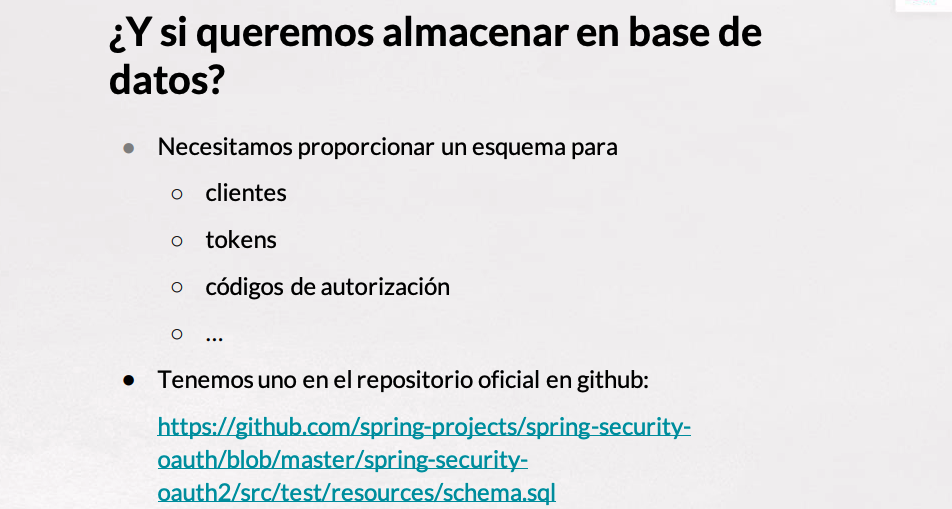 ¿Y si queremos almacenar en base de
datos?
● Necesitamos proporcionar un esquema para
○ clientes
○ tokens
○ códigos de autorización
○ ...
● Tenemos uno en el repositorio oficial en github:
https://github.com/spring-projects/spring-security-
oauth/blob/master/spring-security-
oauth2/src/test/resources/schema.sql